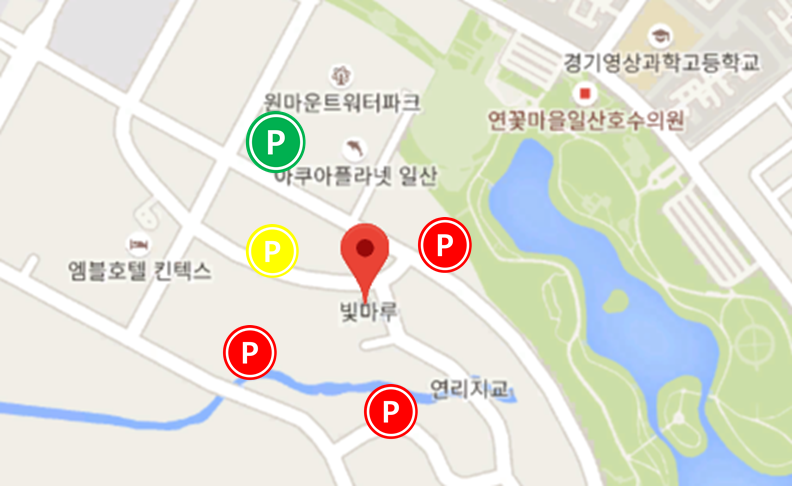 경기영상과학고등학교
원마운트워터파크
연꽃마을일산호수의원
P
아쿠아플라넷 일산
P
P
엠블호텔 킨텍스
빛마루
P
연리지교
P